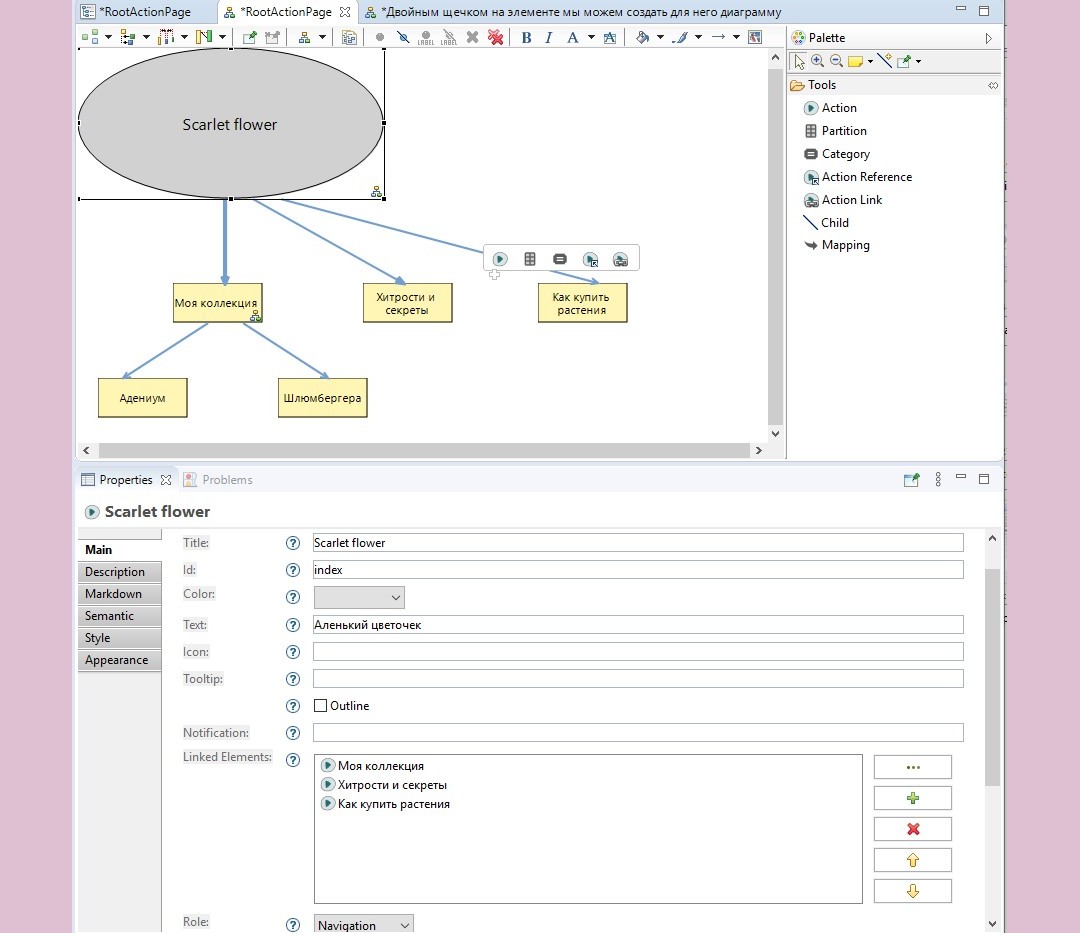 *RootActionPage
*RootActionPage
*Двойным щечком на элементе мы можем создать для него диаграмму
LABEL
LABEL
B I A A
Palette
Scarlet flower
Tools
Action
Partition
Category
Action Reference
Action Link
Child
Mapping
Моя коллекция
Хитрости и
секреты
Как купить
растения
Адениум
Шлюмбергера
Properties
Problems
Scarlet flower
Main
Description
Markdown
Semantic
Style
Appearance
Title:
Scarlet flower
Id:
index
Color:
Text:
Аленький цветочек
Icon:
Tooltip:
Outline
Notification:
Linked Elements:
Моя коллекция
Хитрости и секреты
Как купить растения
Role:
Navigation